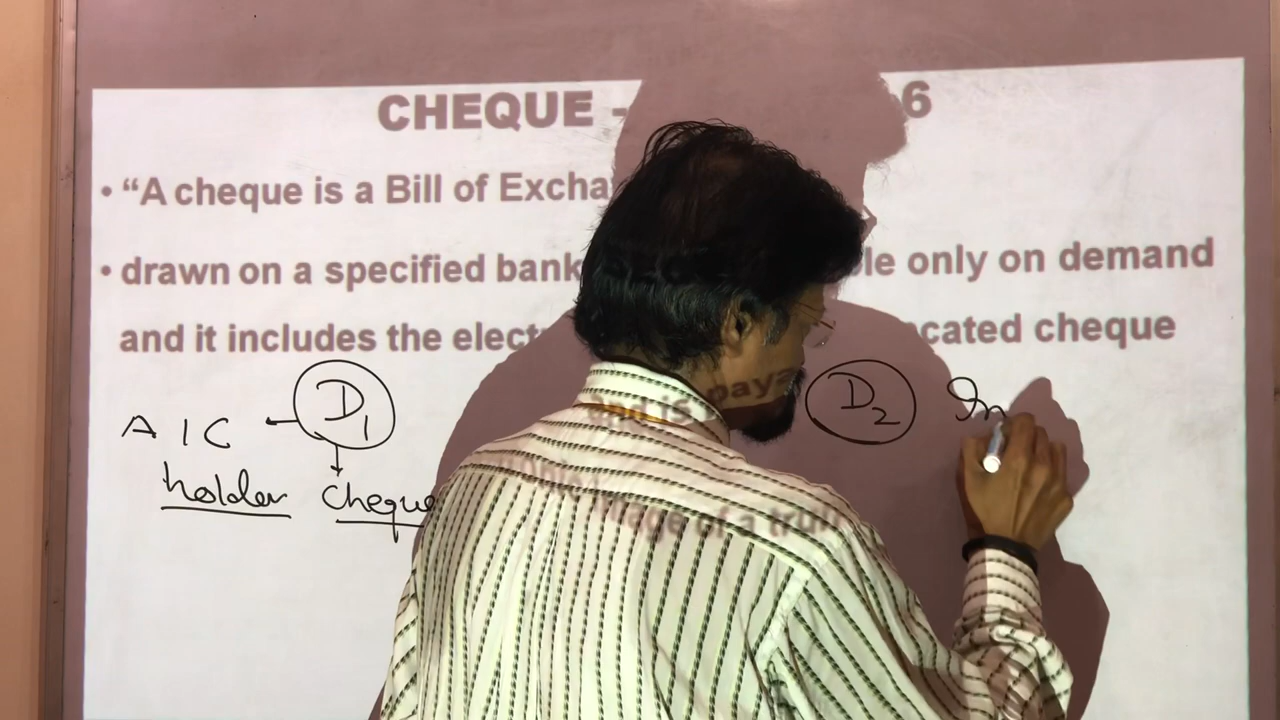 CHEQUE - 6
• “A cheque is a Bill of Excha
• drawn on a specified bank le only on demand
and it includes the elect cated cheque
D1 D2 In
A/C
holder cheque